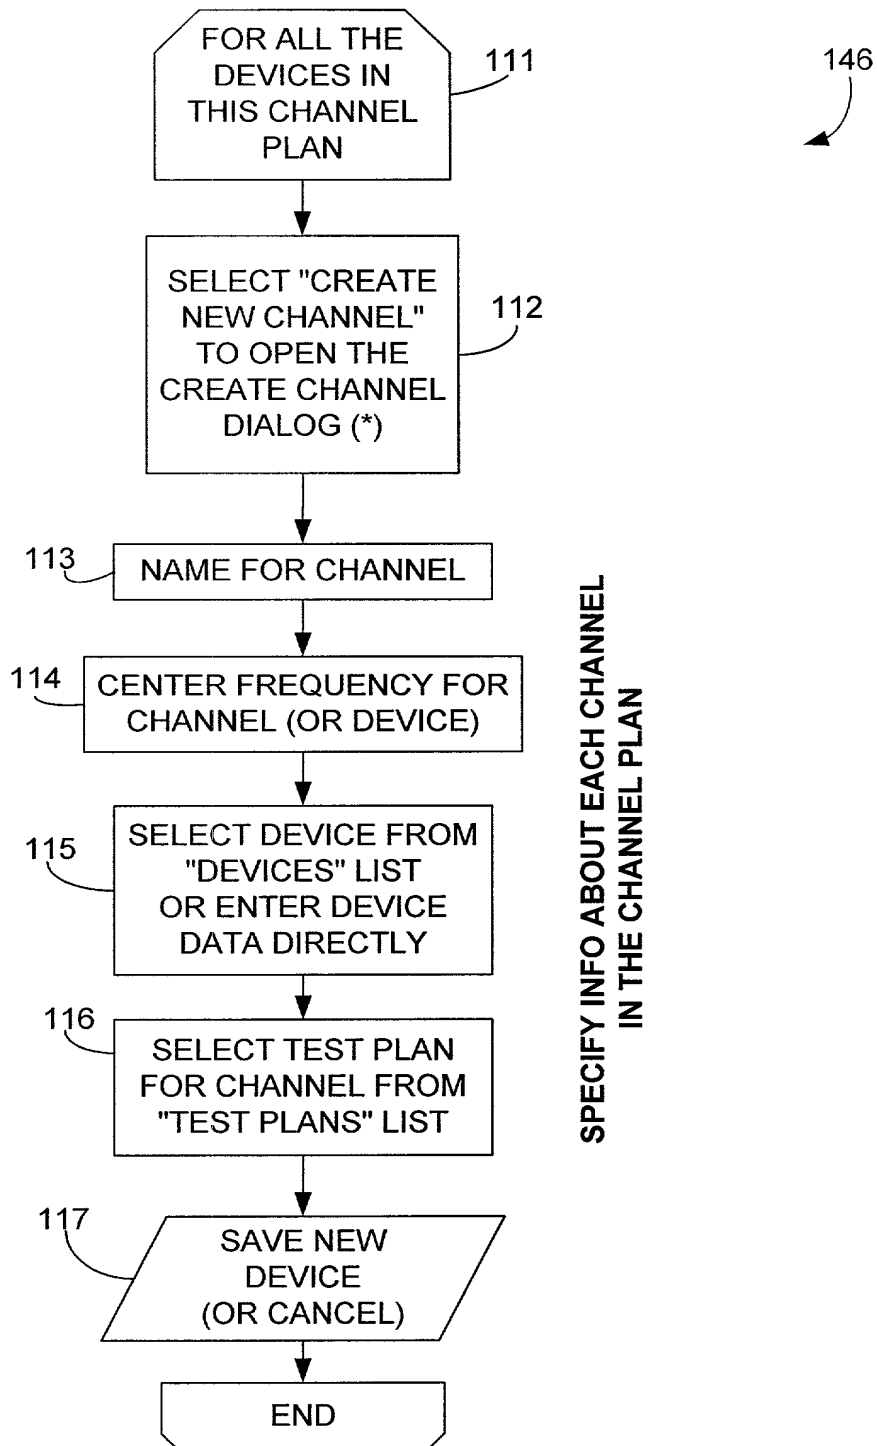 FOR ALL THE
DEVICES IN
THIS CHANNEL
PLAN
111
146
SELECT "CREATE
NEW CHANNEL"
TO OPEN THE
CREATE CHANNEL
DIALOG (*)
112
113
NAME FOR CHANNEL
114
CENTER FREQUENCY FOR
CHANNEL (OR DEVICE)
115
SELECT DEVICE FROM
"DEVICES" LIST
OR ENTER DEVICE
DATA DIRECTLY
116
SELECT TEST PLAN
FOR CHANNEL FROM
"TEST PLANS" LIST
117
SAVE NEW
DEVICE
(OR CANCEL)
END
SPECIFY INFO ABOUT EACH CHANNEL
IN THE CHANNEL PLAN